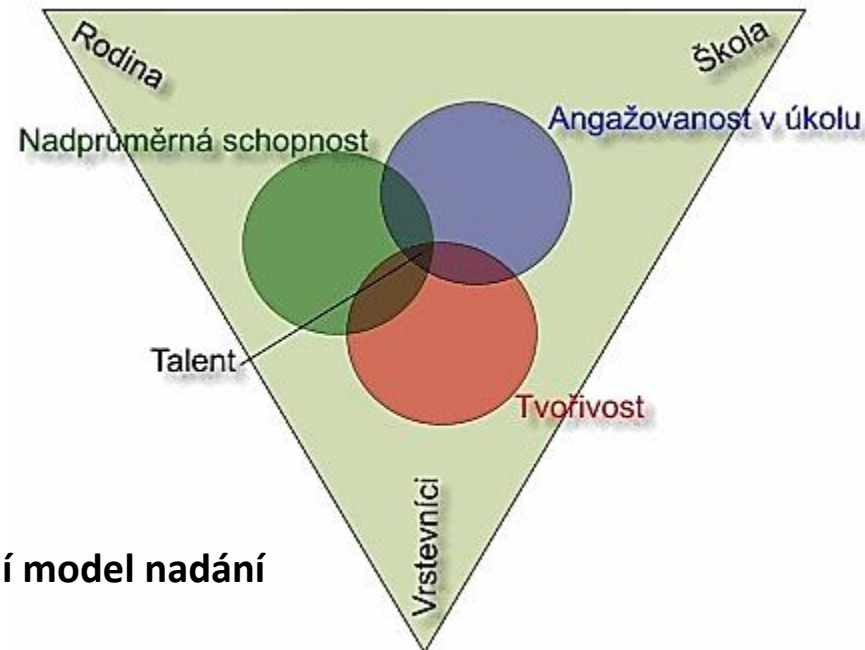 Rodina
Škola
Angažovanost v úkolu
Nadprůměrná schopnost
Talent
Tvořivost
Vrstevníci
í model nadání